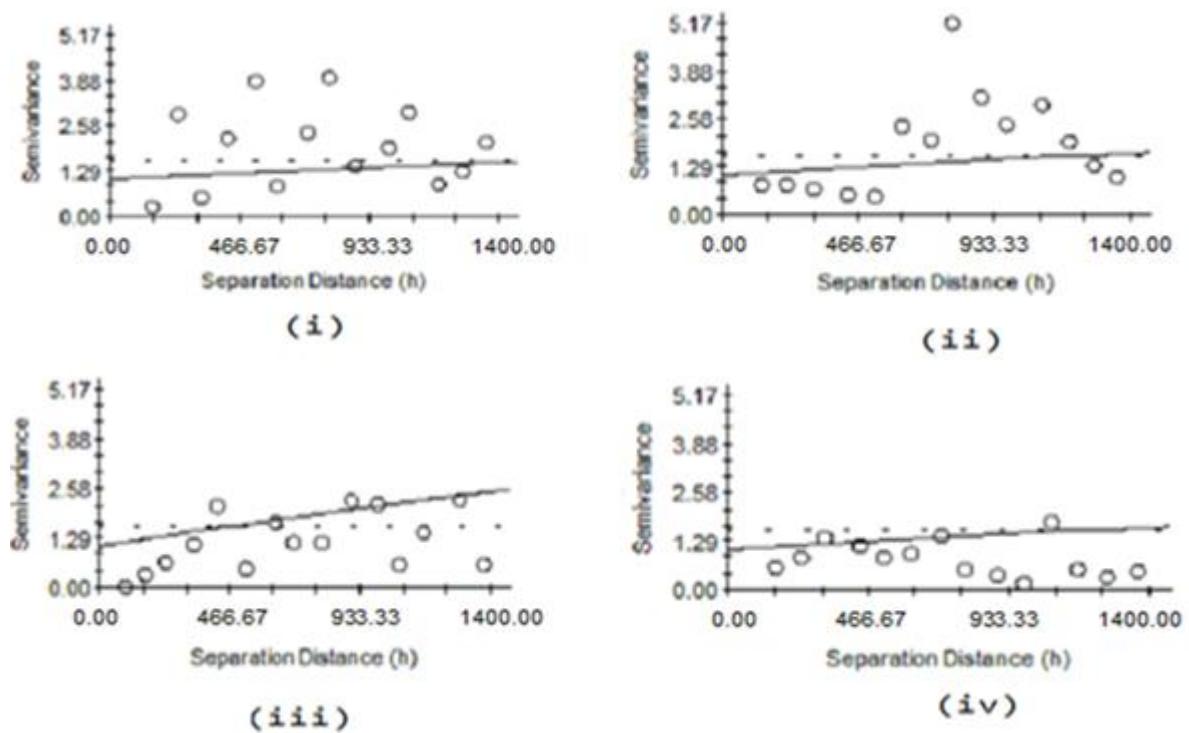 Semivariance
5.17
3.88
2.58
1.29
0.00
0.00 466.67 933.33 1400.00
Separation Distance (h)
(i)
Semivariance
5.17
3.88
2.58
1.29
0.00
0.00 466.67 933.33 1400.00
Separation Distance (h)
(ii)
Semivariance
5.17
3.88
2.58
1.29
0.00
0.00 466.67 933.33 1400.00
Separation Distance (h)
(iii)
Semivariance
5.17
3.88
2.58
1.29
0.00
0.00 466.67 933.33 1400.00
Separation Distance (h)
(iv)